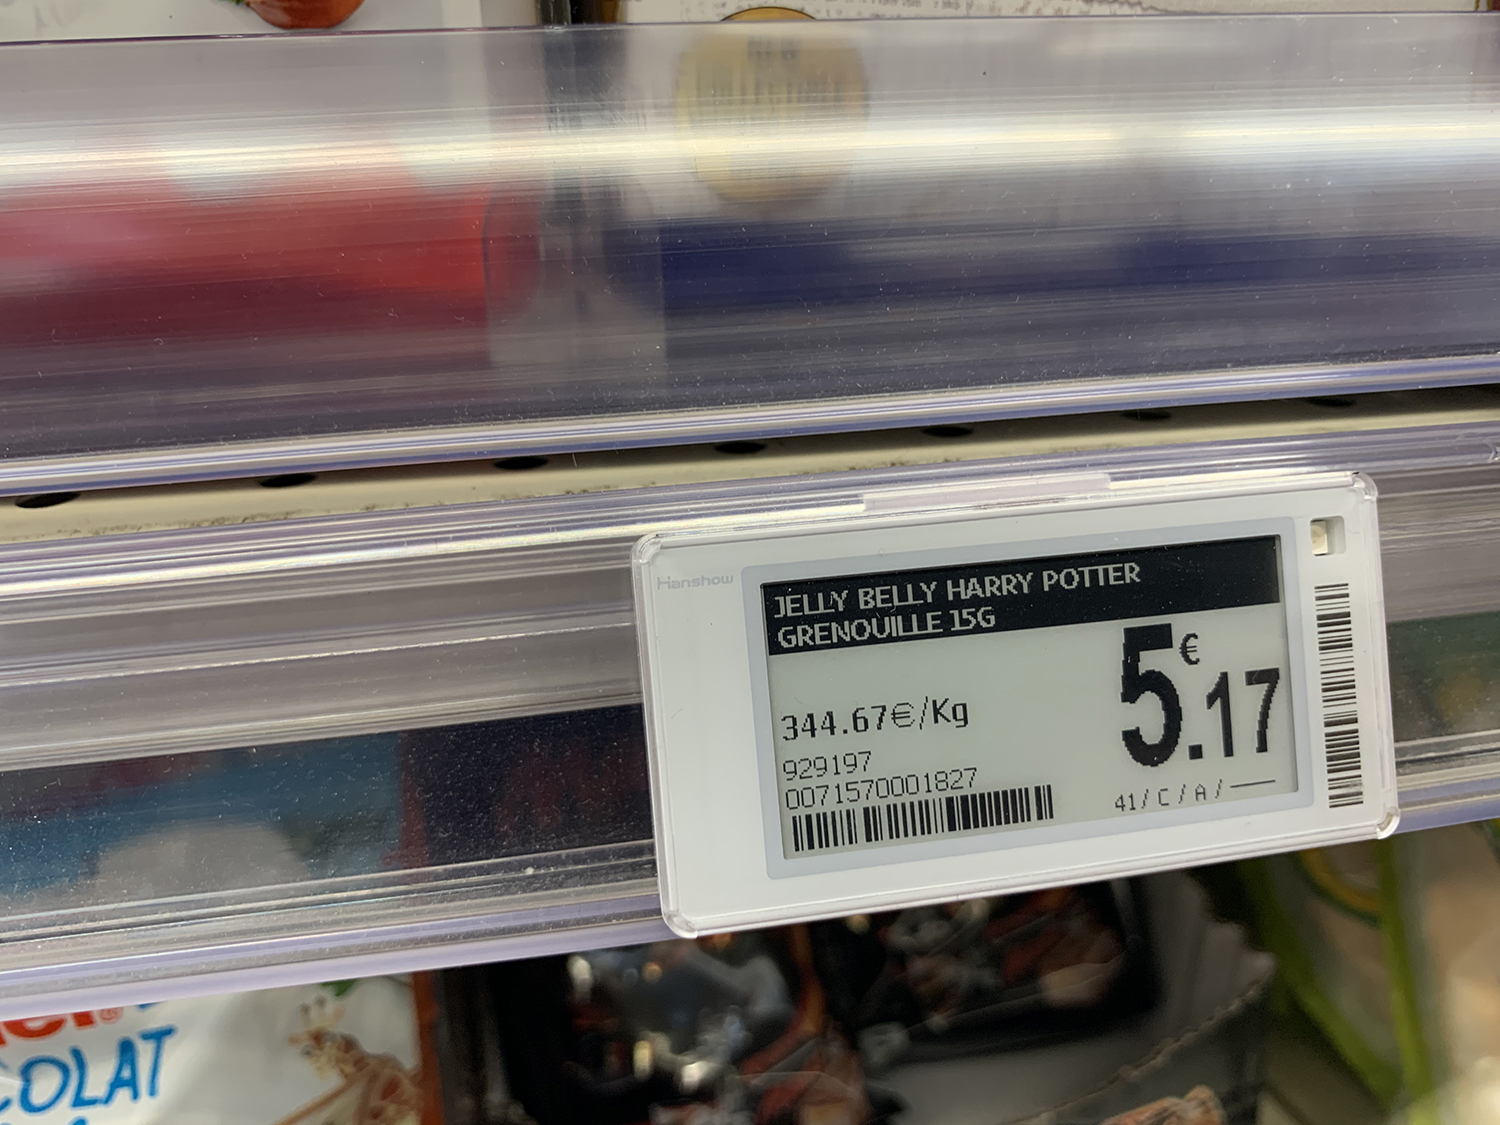 Hanshow
JELLY BELLY HARRY POTTER
GRENOUILLE 15G
5€.17
344.67€/Kg
929197
0071570001827
41/C/A/
COLAT